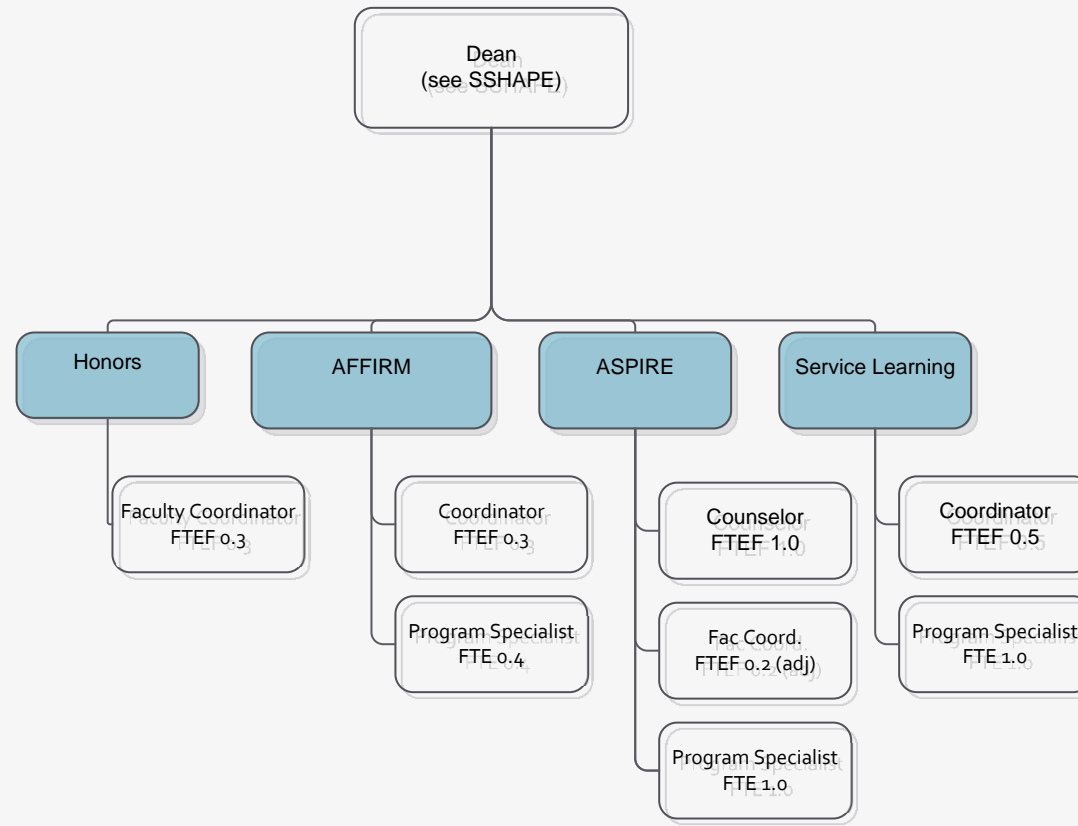 Dean
(see SSHAPE)
Honors
AFFIRM
ASPIRE
Service Learning
Faculty Coordinator
FTEF 0.3
Coordinator
FTEF 0.3
Program Specialist
FTE 0.4
Counselor
FTEF 1.0
Fac Coord.
FTEF 0.2 (adj)
Program Specialist
FTE 1.0
Coordinator
FTEF 0.5
Program Specialist
FTE 1.0